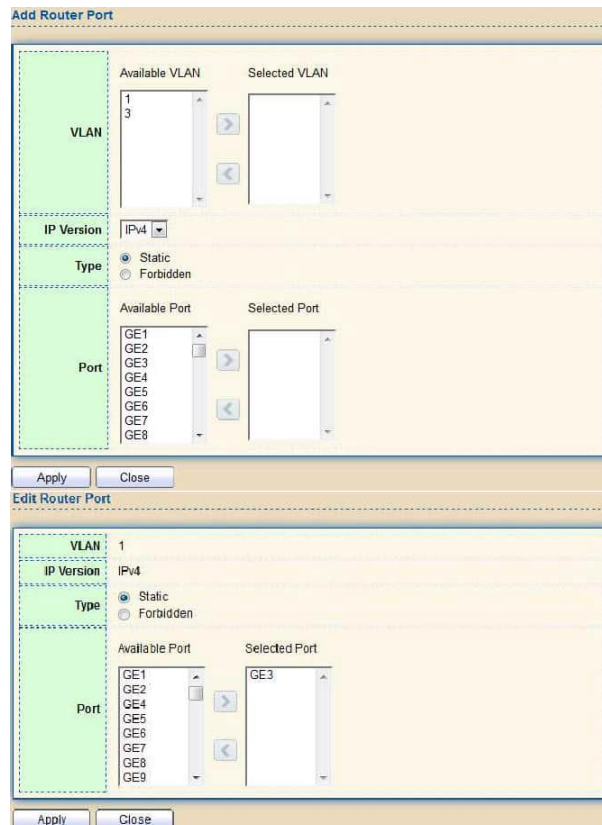 Add Router Port
Available VLAN Selected VLAN
1
3
VLAN
IP Version IPv4
Type Static
Forbidden
Available Port Selected Port
GE1
GE2
GE3
GE4
Port GE5
GE6
GE7
GE8
Apply Close
Edit Router Port
VLAN 1
IP Version IPv4
Type Static
Forbidden
Available Port Selected Port
GE1 GE3
GE2
GE4
Port GE5
GE6
GE7
GE8
GE9
Apply Close